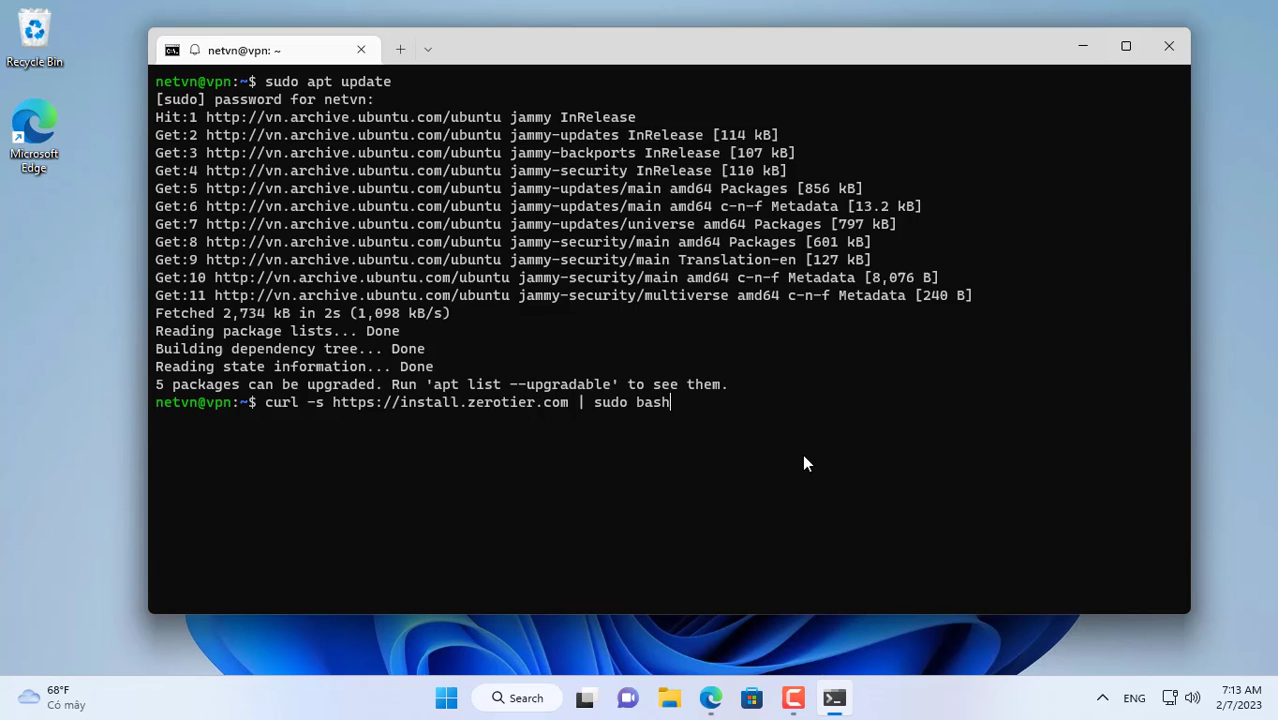 Recycle Bin
Microsoft
Edge
netvn@vpn: ~
netvn@vpn:~$ sudo apt update
[sudo] password for netvn:
Hit:1 http://vn.archive.ubuntu.com/ubuntu jammy InRelease
Get:2 http://vn.archive.ubuntu.com/ubuntu jammy-updates InRelease [114 kB]
Get:3 http://vn.archive.ubuntu.com/ubuntu jammy-backports InRelease [107 kB]
Get:4 http://vn.archive.ubuntu.com/ubuntu jammy-security InRelease [110 kB]
Get:5 http://vn.archive.ubuntu.com/ubuntu jammy-updates/main amd64 Packages [856 kB]
Get:6 http://vn.archive.ubuntu.com/ubuntu jammy-updates/main amd64 c-n-f Metadata [13.2 kB]
Get:7 http://vn.archive.ubuntu.com/ubuntu jammy-updates/universe amd64 Packages [797 kB]
Get:8 http://vn.archive.ubuntu.com/ubuntu jammy-security/main amd64 Packages [601 kB]
Get:9 http://vn.archive.ubuntu.com/ubuntu jammy-security/main Translation-en [127 kB]
Get:10 http://vn.archive.ubuntu.com/ubuntu jammy-security/main amd64 c-n-f Metadata [8,076 B]
Get:11 http://vn.archive.ubuntu.com/ubuntu jammy-security/multiverse amd64 c-n-f Metadata [240 B]
Fetched 2,734 kB in 2s (1,098 kB/s)
Reading package lists... Done
Building dependency tree... Done
Reading state information... Done
5 packages can be upgraded. Run 'apt list --upgradable' to see them.
netvn@vpn:~$ curl -s https://install.zerotier.com | sudo bash
68°F
Có mây
Search
ENG
7:13 AM
2/7/2023